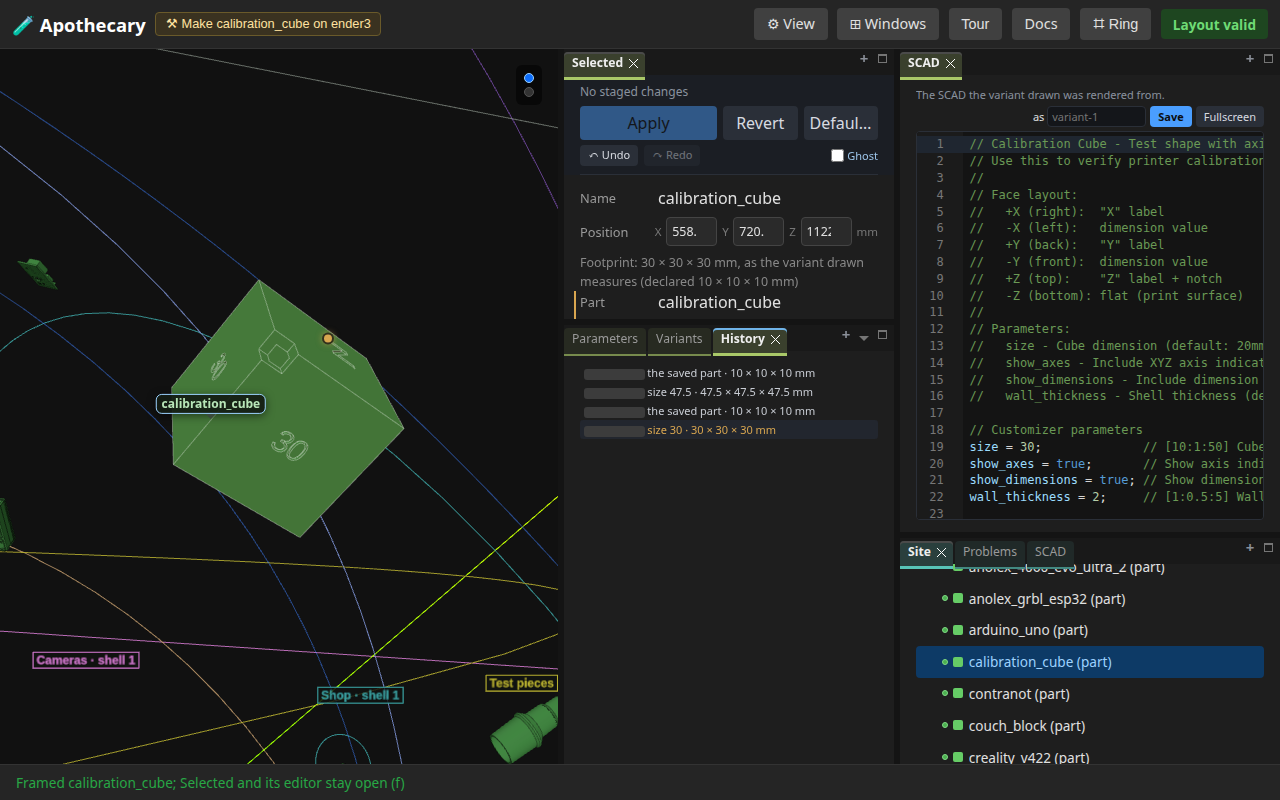 🧪 Apothecary
⚒ Make calibration_cube on ender3
⚙ View
⊞ Windows
Tour
Docs
⌗ Ring
Layout valid
calibration_cube
30
Z
Cameras · shell 1
Shop · shell 1
Test pieces
Selected
No staged changes
Apply
Revert
Defaul...
↶ Undo
↷ Redo
Ghost
Name calibration_cube
Position X 558. Y 720. Z 1122 mm
Footprint: 30 × 30 × 30 mm, as the variant drawn
measures (declared 10 × 10 × 10 mm)
Part calibration_cube
Parameters
Variants
History
the saved part · 10 × 10 × 10 mm
size 47.5 · 47.5 × 47.5 × 47.5 mm
the saved part · 10 × 10 × 10 mm
size 30 · 30 × 30 × 30 mm
SCAD
The SCAD the variant drawn was rendered from.
as variant-1 Save Fullscreen
1 // Calibration Cube - Test shape with axi
2 // Use this to verify printer calibration
3 //
4 // Face layout:
5 //   +X (right):  "X" label
6 //   -X (left):   dimension value
7 //   +Y (back):   "Y" label
8 //   -Y (front):  dimension value
9 //   +Z (top):    "Z" label + notch
10 //   -Z (bottom): flat (print surface)
11 //
12 // Parameters:
13 //   size - Cube dimension (default: 20mm
14 //   show_axes - Include XYZ axis indicat
15 //   show_dimensions - Include dimension
16 //   wall_thickness - Shell thickness (de
17
18 // Customizer parameters
19 size = 30;              // [10:1:50] Cube
20 show_axes = true;       // Show axis indi
21 show_dimensions = true; // Show dimension
22 wall_thickness = 2;     // [1:0.5:5] Wall
23
Site
Problems
SCAD
anolex_4000_evo_ultra_2 (part)
anolex_grbl_esp32 (part)
arduino_uno (part)
calibration_cube (part)
contranot (part)
couch_block (part)
creality_v422 (part)
Framed calibration_cube; Selected and its editor stay open (f)